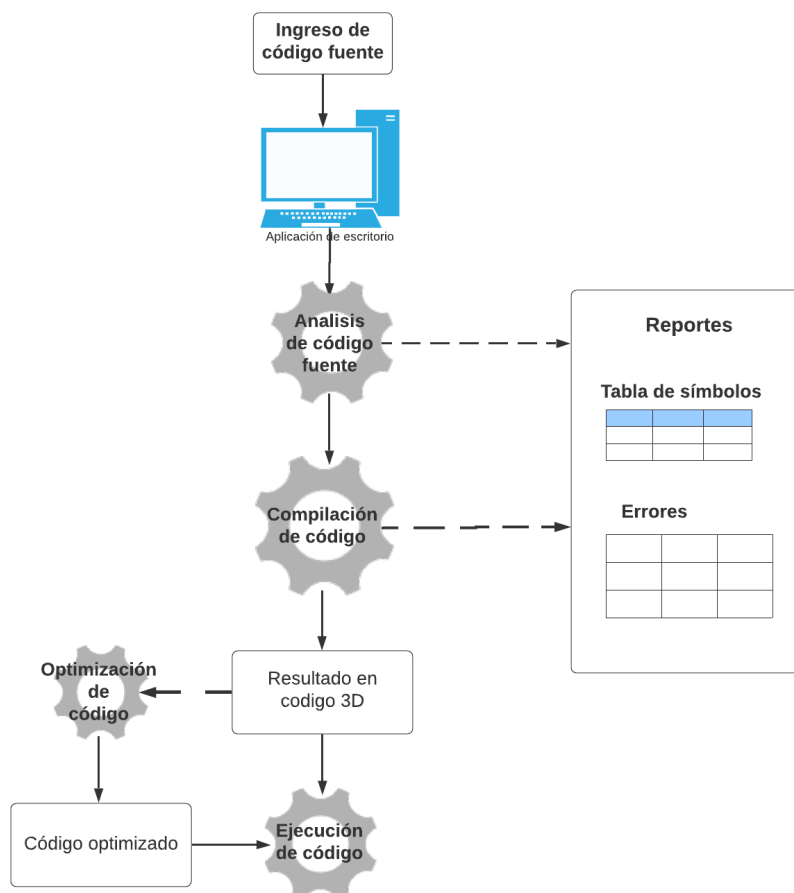 Ingreso de
código fuente
Aplicación de escritorio
Analisis
de código
fuente
Reportes
Tabla de símbolos
Compilación
de código
Errores
Resultado en
codigo 3D
Optimización
de
código
Código optimizado
Ejecución
de código